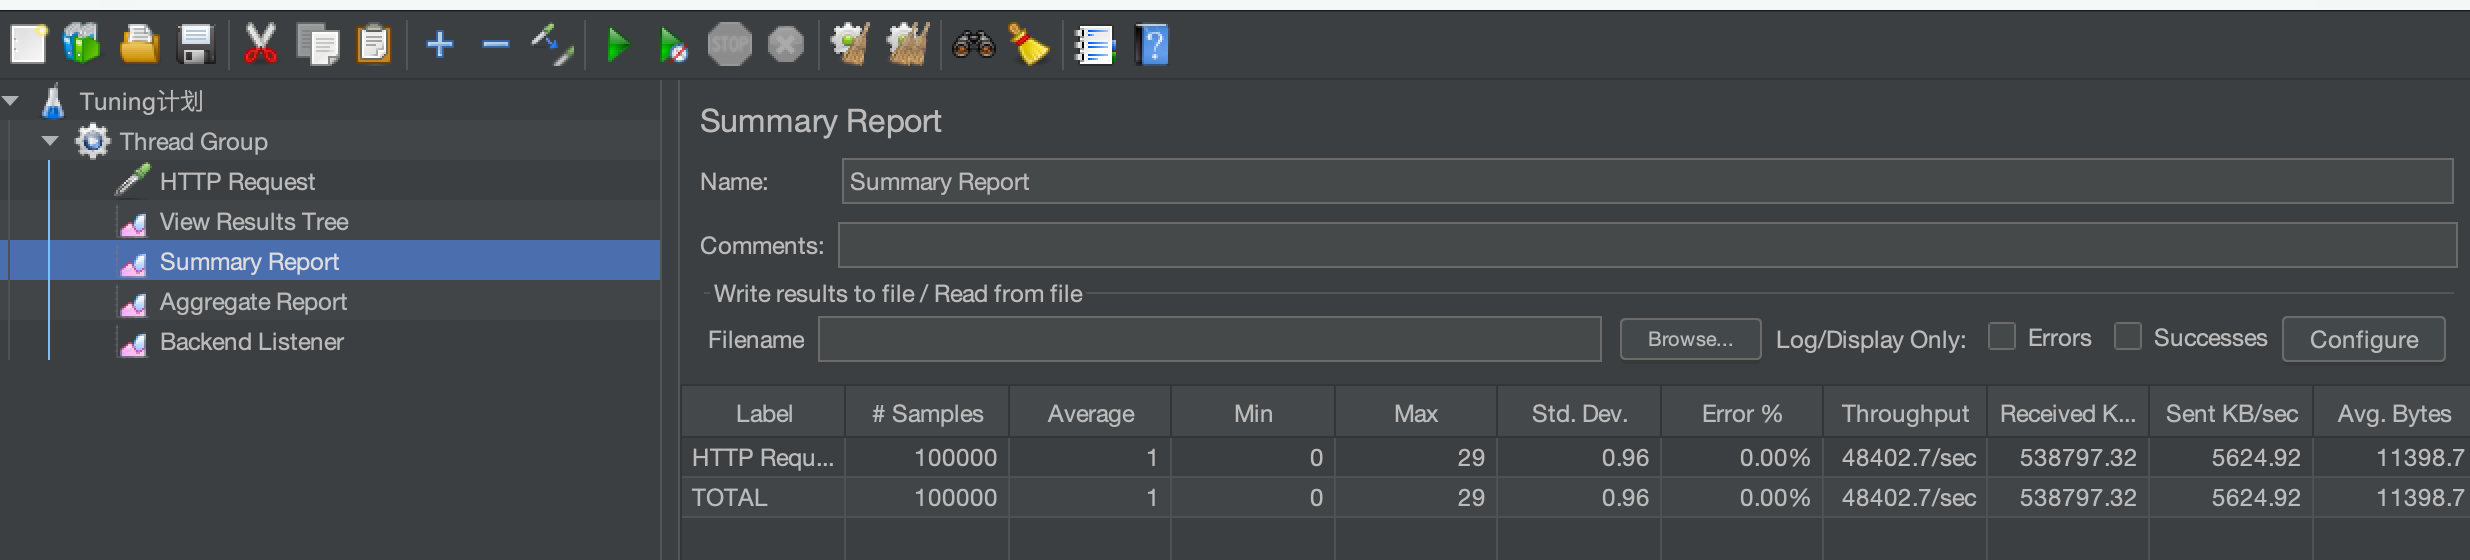 STOP
Tuning计划
Thread Group
HTTP Request
View Results Tree
Summary Report
Aggregate Report
Backend Listener
Summary Report
Name: Summary Report
Comments:
Write results to file / Read from file
Filename Browse... Log/Display Only: Errors Successes Configure
Label # Samples Average Min Max Std. Dev. Error % Throughput Received K... Sent KB/sec Avg. Bytes
HTTP Requ... 100000 1 0 29 0.96 0.00% 48402.7/sec 538797.32 5624.92 11398.7
TOTAL 100000 1 0 29 0.96 0.00% 48402.7/sec 538797.32 5624.92 11398.7